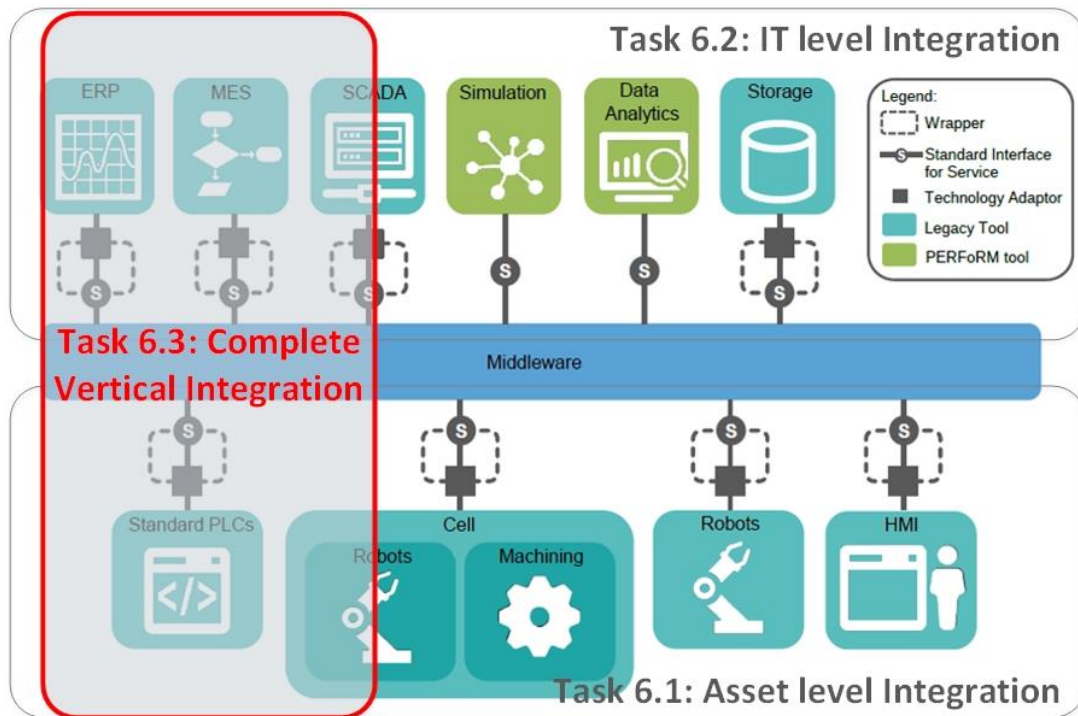 Task 6.2: IT level Integration
ERP
MES
SCADA
Simulation
Data
Analytics
Storage
Legend:
Wrapper
S
Standard Interface
for Service
Technology Adaptor
Legacy Tool
PERFoRM tool
S
S
S
S
S
S
Task 6.3: Complete
Vertical Integration
Middleware
S
S
S
S
Standard PLCs
</>
Cell
Robots
Machining
Robots
HMI
Task 6.1: Asset level Integration